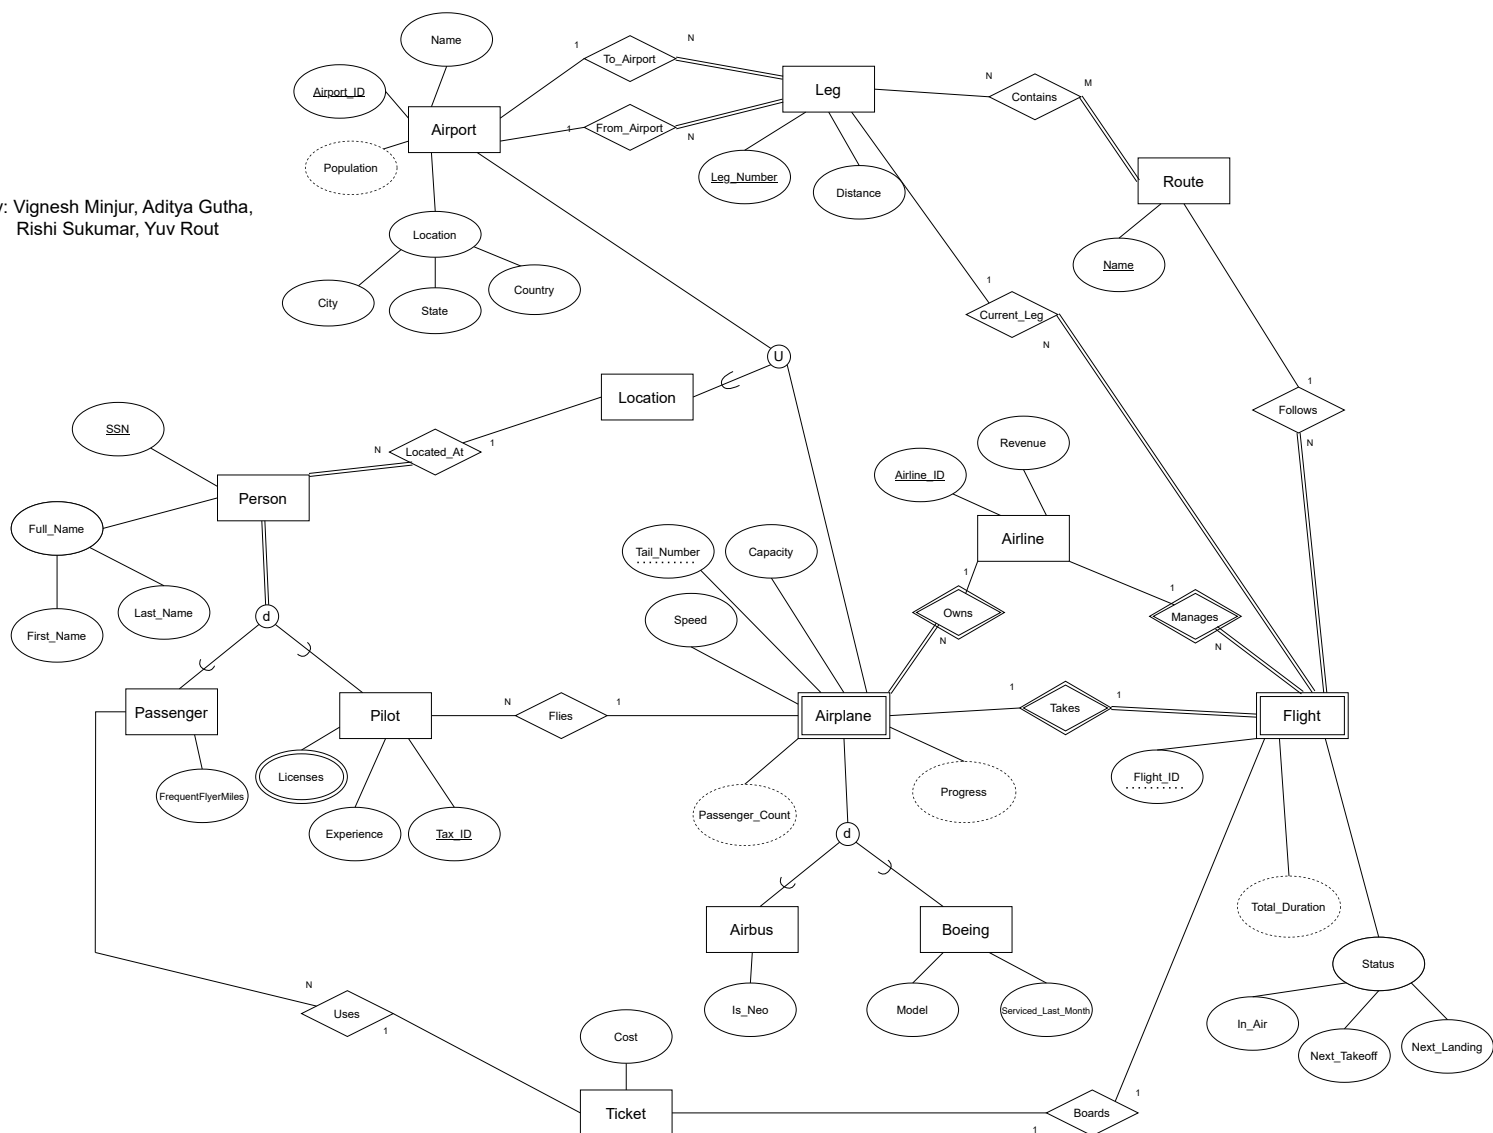 Name
1
To_Airport
N
Leg
Airport_ID
N
Contains
M
Airport
1
From_Airport
N
Population
Leg_Number
Distance
Route
y: Vignesh Minjur, Aditya Gutha,
Rishi Sukumar, Yuv Rout
Location
Name
City
State
Country
1
Current_Leg
N
U
Location
1
Follows
N
SSN
N
Located_At
1
Revenue
Airline_ID
Person
Full_Name
Airline
Tail_Number
Capacity
1
1
Owns
Manages
N
N
First_Name
Last_Name
d
Speed
Passenger
Pilot
N
Flies
1
Airplane
1
Takes
1
Flight
Licenses
FrequentFlyerMiles
Experience
Tax_ID
Passenger_Count
Progress
Flight_ID
d
Total_Duration
Airbus
Boeing
Status
Is_Neo
Model
Serviced_Last_Month
In_Air
Next_Takeoff
Next_Landing
N
Uses
1
Cost
Ticket
1
Boards
1